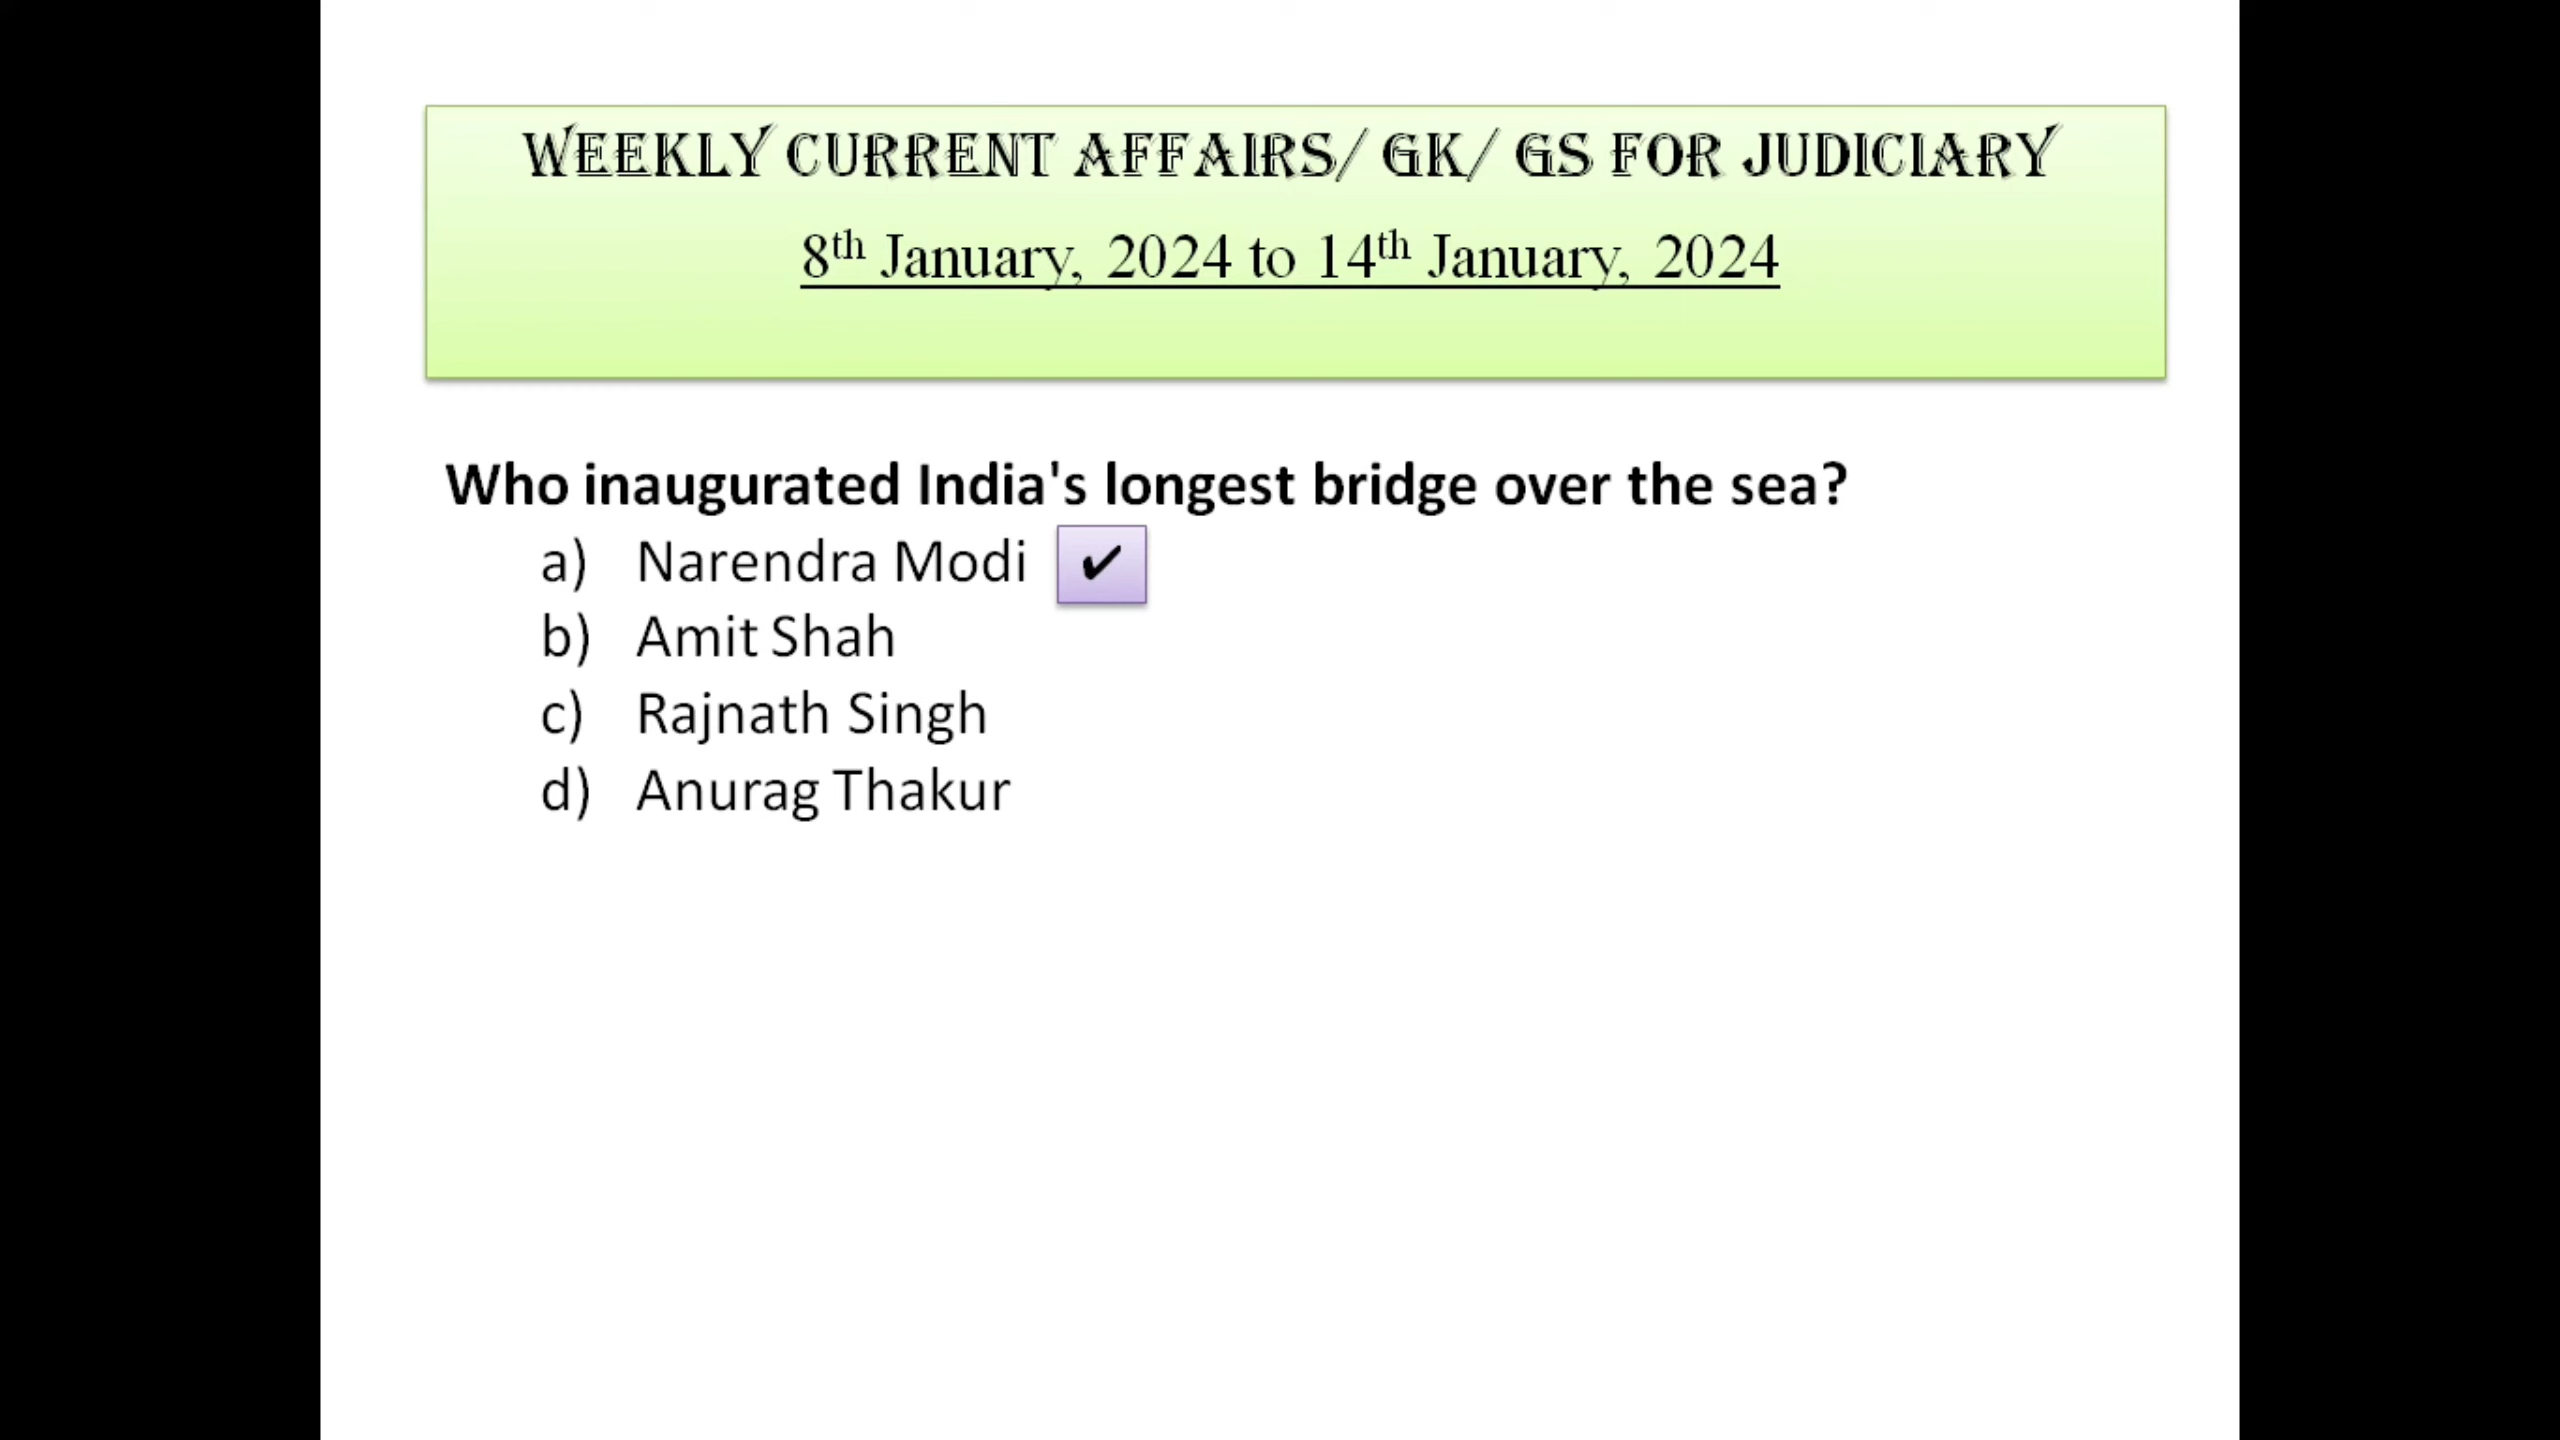 WEEKLY CURRENT AFFAIRS/ GK/ GS FOR JUDICIARY
8th January, 2024 to 14th January, 2024
Who inaugurated India's longest bridge over the sea?
a) Narendra Modi ✔
b) Amit Shah
c) Rajnath Singh
d) Anurag Thakur